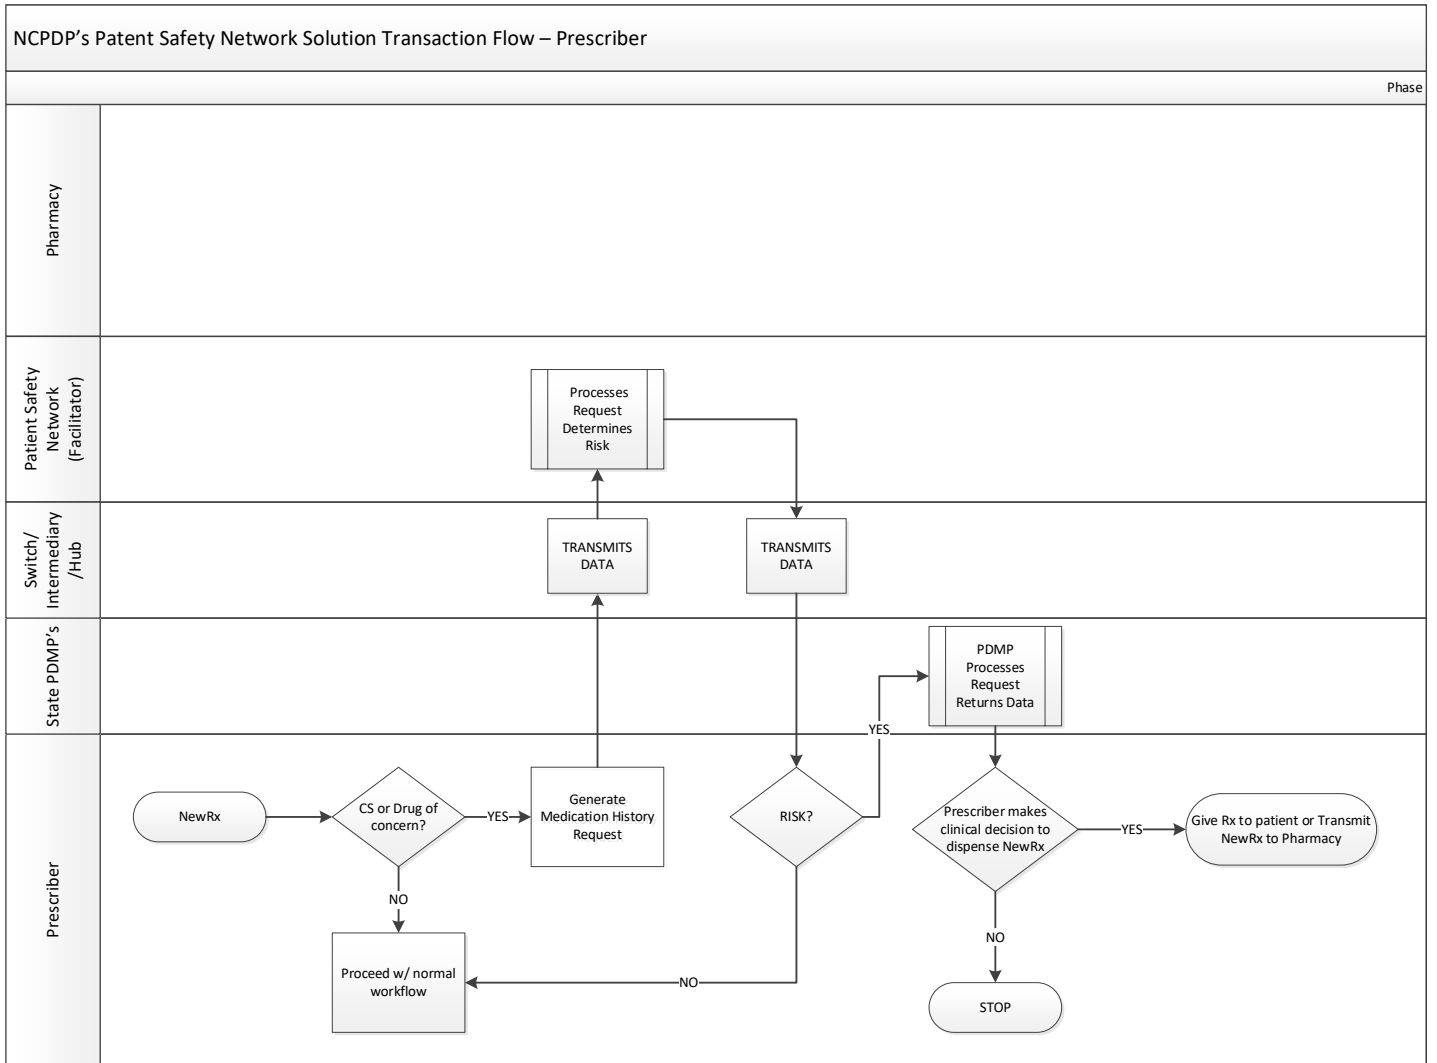 NCPDP’s Patent Safety Network Solution Transaction Flow – Prescriber
Phase
Pharmacy
Patient Safety
Network
(Facilitator)
Processes
Request
Determines
Risk
Switch/
Intermediary
/Hub
TRANSMITS
DATA
TRANSMITS
DATA
State PDMP’s
PDMP
Processes
Request
Returns Data
YES
Prescriber
NewRx
CS or Drug of
concern?
YES
Generate
Medication History
Request
RISK?
Prescriber makes
clinical decision to
dispense NewRx
YES
Give Rx to patient or Transmit
NewRx to Pharmacy
NO
Proceed w/ normal
workflow
NO
NO
STOP